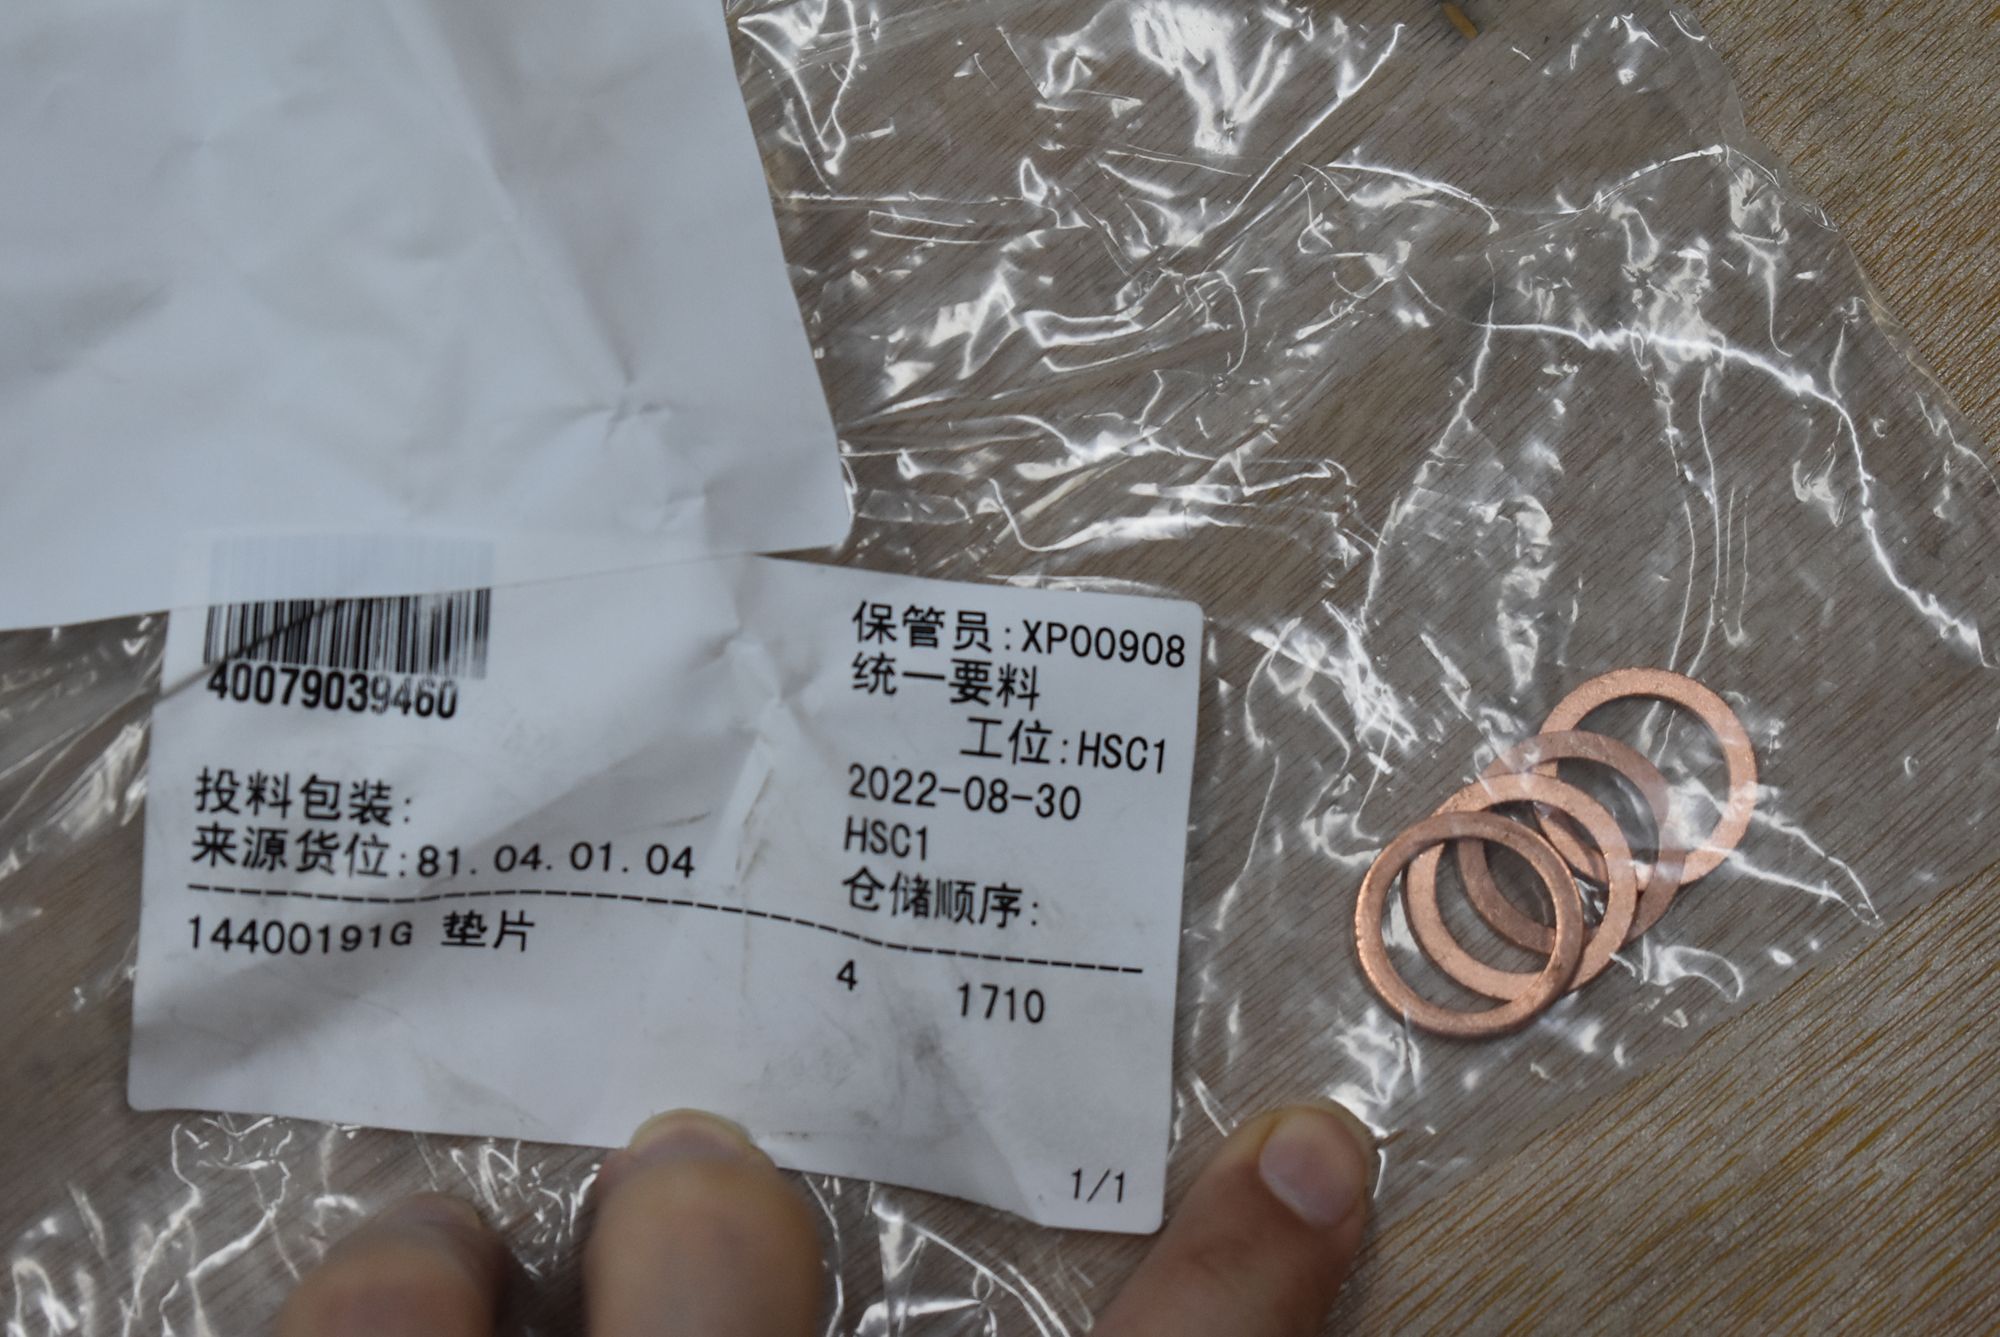 40079039460
保管员:XP00908
统一要料
工位:HSC1
2022-08-30
HSC1
仓储顺序:
投料包装:
来源货位:81.04.01.04
14400191G 垫片 4 1710
1/1